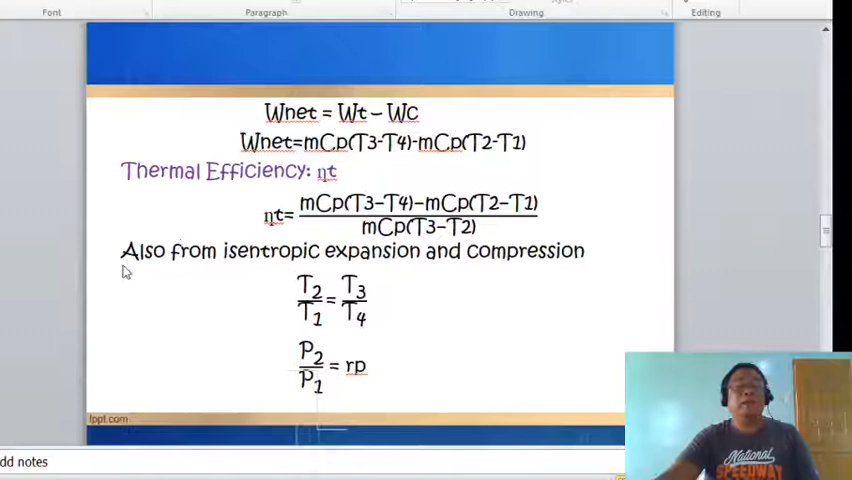 Font
Paragraph
Drawing
Editing
Wnet = Wt – Wc
Wnet=mCp(T3-T4)-mCp(T2-T1)
Thermal Efficiency: ηt
ηt= mCp(T3−T4)−mCp(T2−T1)
mCp(T3−T2)
Also from isentropic expansion and compression
T2 / T1 = T3 / T4
P2 / P1 = rp
fppt.com
dd notes
National
SPEEDWAY